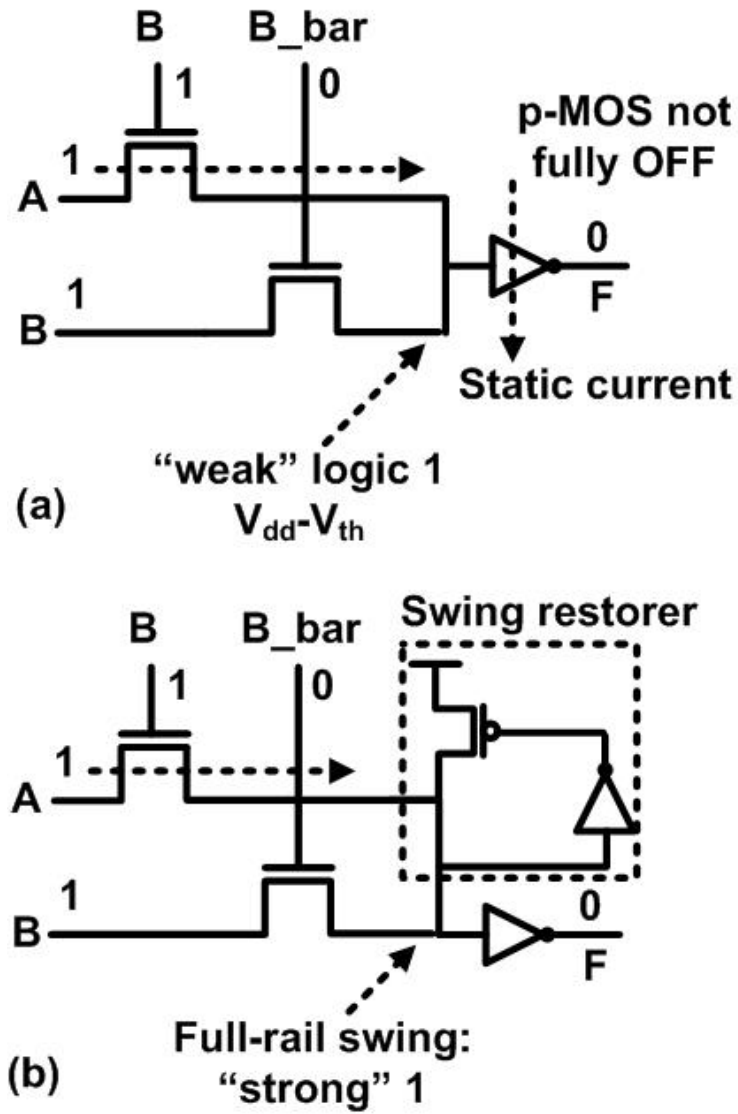 B B_bar
1 0
p-MOS not
fully OFF
1
A
0
1
B
F
Static current
“weak” logic 1
Vdd-Vth
(a)
Swing restorer
B B_bar
1 0
1
A
1
0
B
F
Full-rail swing:
“strong” 1
(b)